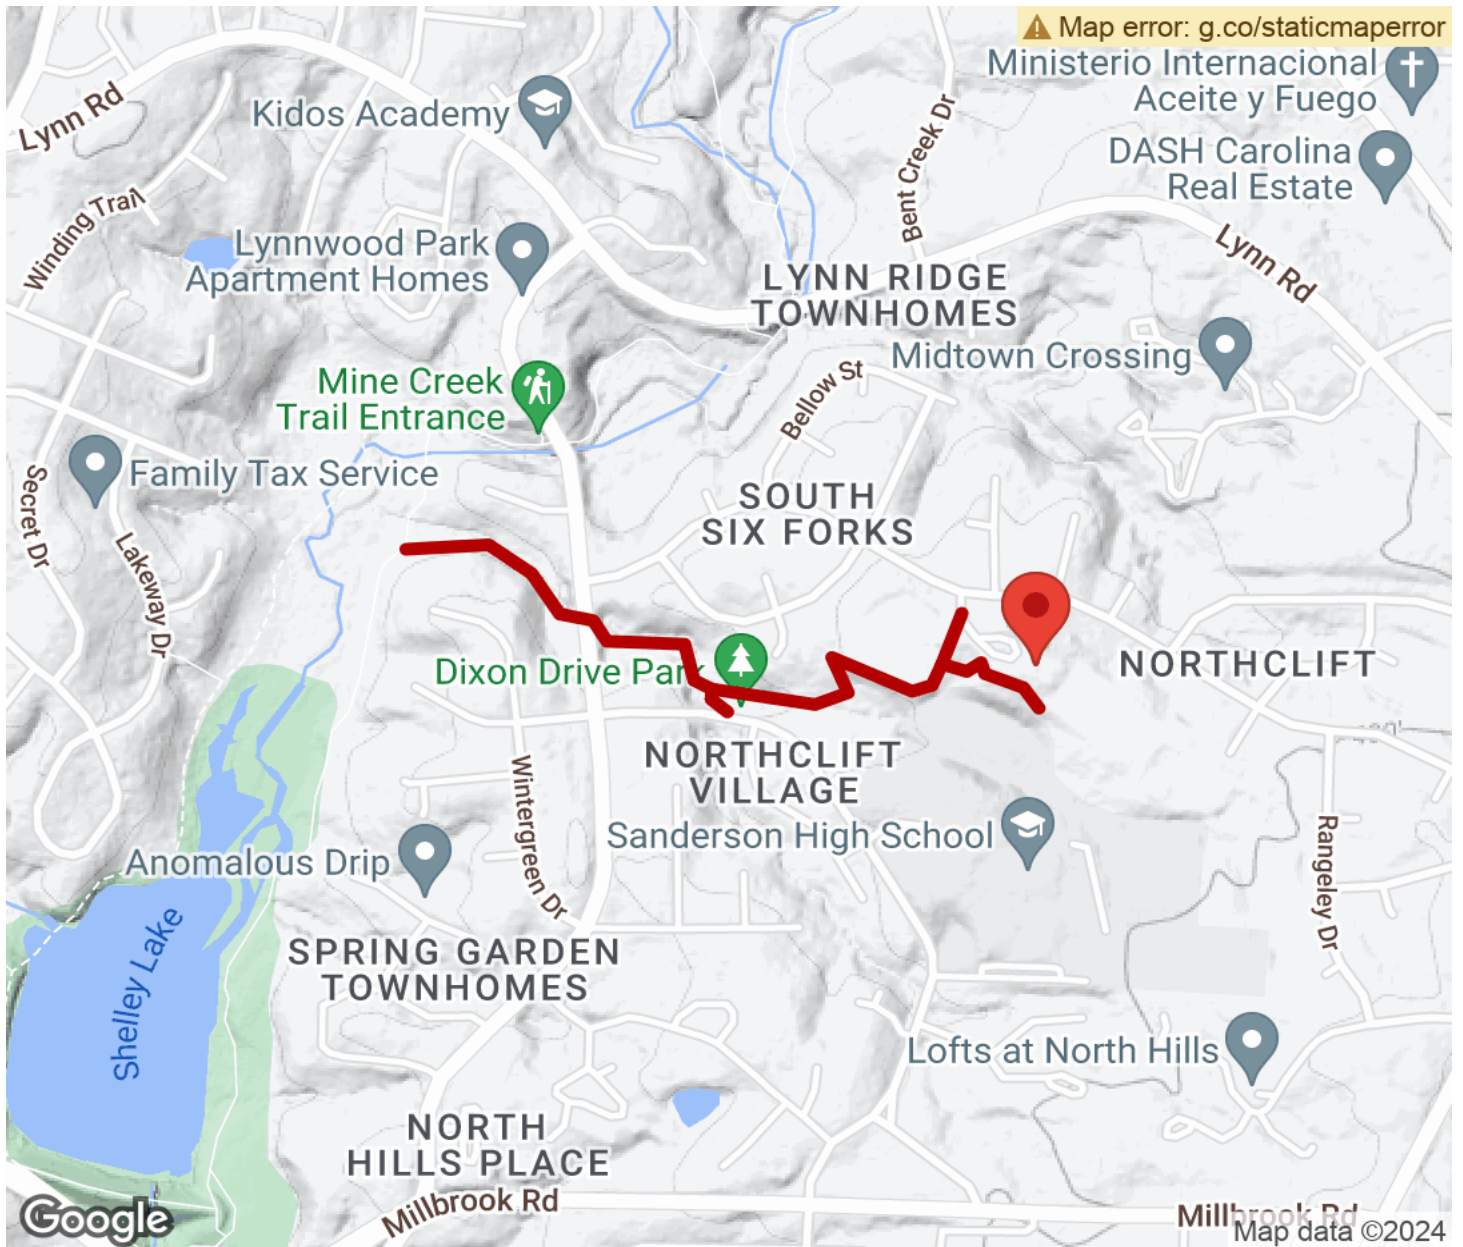 Map error: g.co/staticmaperror
Ministerio Internacional
Aceite y Fuego
Lynn Rd
Kidos Academy
Bent Creek Dr
DASH Carolina
Real Estate
Winding Trail
Lynnwood Park
Apartment Homes
Lynn Rd
LYNN RIDGE
TOWNHOMES
Midtown Crossing
Mine Creek
Trail Entrance
Bellow St
Family Tax Service
Secret Dr
SOUTH
SIX FORKS
Lakeway Dr
Dixon Drive Park
NORTHCLIFT
NORTHCLIFT
VILLAGE
Wintergreen Dr
Sanderson High School
Rangeley Dr
Anomalous Drip
Shelley Lake
SPRING GARDEN
TOWNHOMES
Lofts at North Hills
NORTH
HILLS PLACE
Millbrook Rd
Millbrook Rd
Google
Map data ©2024